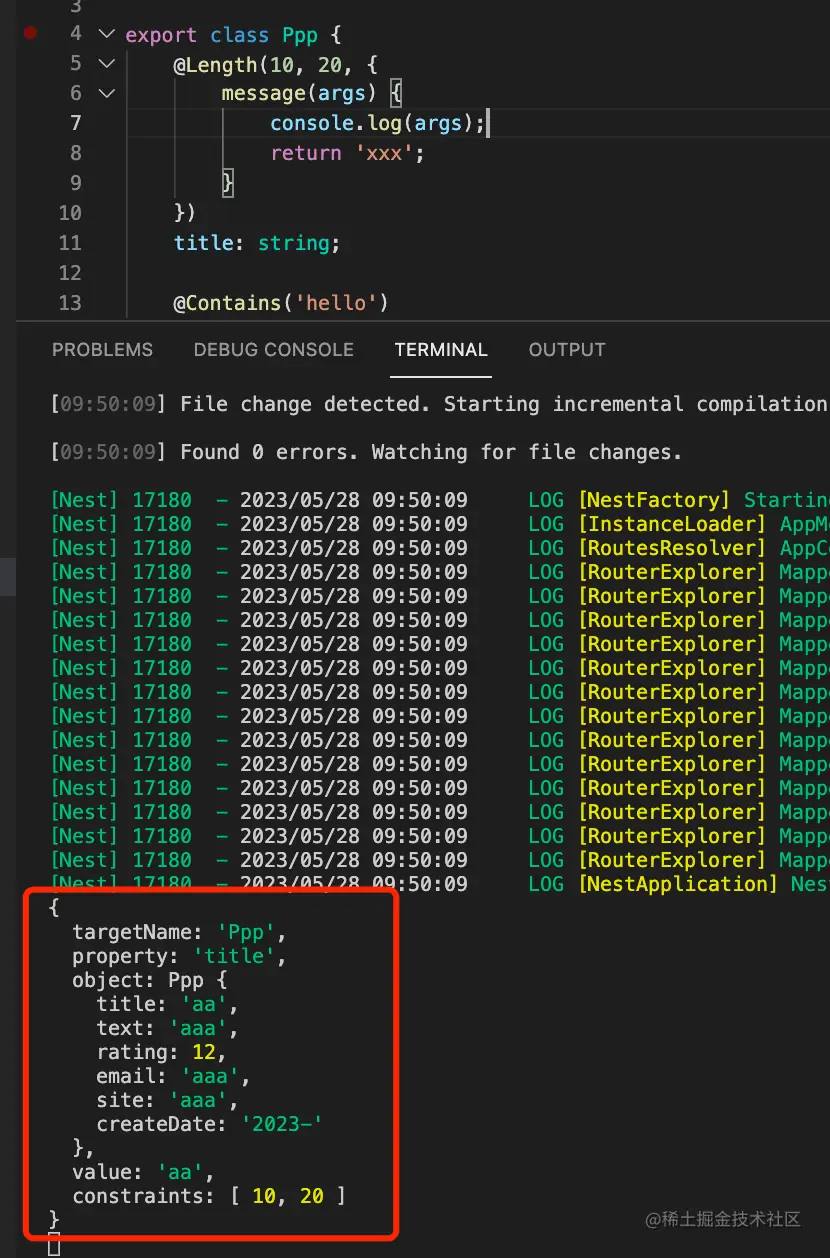 3
4 export class Ppp {
5 @Length(10, 20, {
6 message(args) {
7 console.log(args);
8 return 'xxx';
9 }
10 })
11 title: string;
12
13 @Contains('hello')
PROBLEMS DEBUG CONSOLE TERMINAL OUTPUT
[09:50:09] File change detected. Starting incremental compilation
[09:50:09] Found 0 errors. Watching for file changes.
[Nest] 17180 - 2023/05/28 09:50:09 LOG [NestFactory] Starting
[Nest] 17180 - 2023/05/28 09:50:09 LOG [InstanceLoader] AppMo
[Nest] 17180 - 2023/05/28 09:50:09 LOG [RoutesResolver] AppCo
[Nest] 17180 - 2023/05/28 09:50:09 LOG [RouterExplorer] Mappe
[Nest] 17180 - 2023/05/28 09:50:09 LOG [RouterExplorer] Mappe
[Nest] 17180 - 2023/05/28 09:50:09 LOG [RouterExplorer] Mappe
[Nest] 17180 - 2023/05/28 09:50:09 LOG [RouterExplorer] Mappe
[Nest] 17180 - 2023/05/28 09:50:09 LOG [RouterExplorer] Mappe
[Nest] 17180 - 2023/05/28 09:50:09 LOG [RouterExplorer] Mappe
[Nest] 17180 - 2023/05/28 09:50:09 LOG [RouterExplorer] Mappe
[Nest] 17180 - 2023/05/28 09:50:09 LOG [RouterExplorer] Mappe
[Nest] 17180 - 2023/05/28 09:50:09 LOG [RouterExplorer] Mappe
[Nest] 17180 - 2023/05/28 09:50:09 LOG [RouterExplorer] Mappe
[Nest] 17180 - 2023/05/28 09:50:09 LOG [RouterExplorer] Mappe
[Nest] 17180 - 2023/05/28 09:50:09 LOG [RouterExplorer] Mappe
[Nest] 17180 - 2023/05/28 09:50:09 LOG [RouterExplorer] Mappe
[Nest] 17180 - 2023/05/28 09:50:09 LOG [NestApplication] Nes
{
targetName: 'Ppp',
property: 'title',
object: Ppp {
title: 'aa',
text: 'aaa',
rating: 12,
email: 'aaa',
site: 'aaa',
createDate: '2023-'
},
value: 'aa',
constraints: [ 10, 20 ]
}
@稀土掘金技术社区